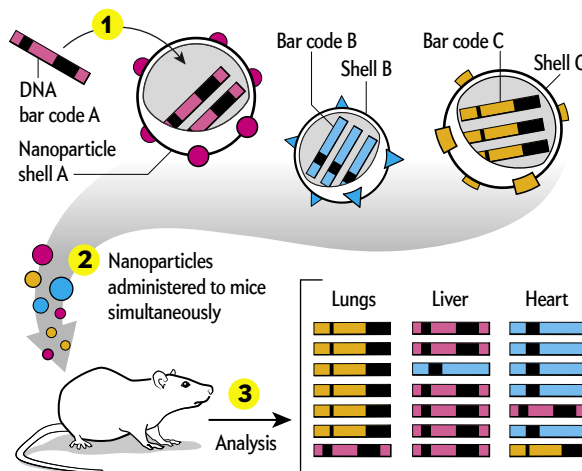 1
DNA
bar code A
Nanoparticle
shell A
Bar code B
Shell B
Bar code C
Shell C
2
Nanoparticles
administered to mice
simultaneously
3
Analysis
Lungs
Liver
Heart